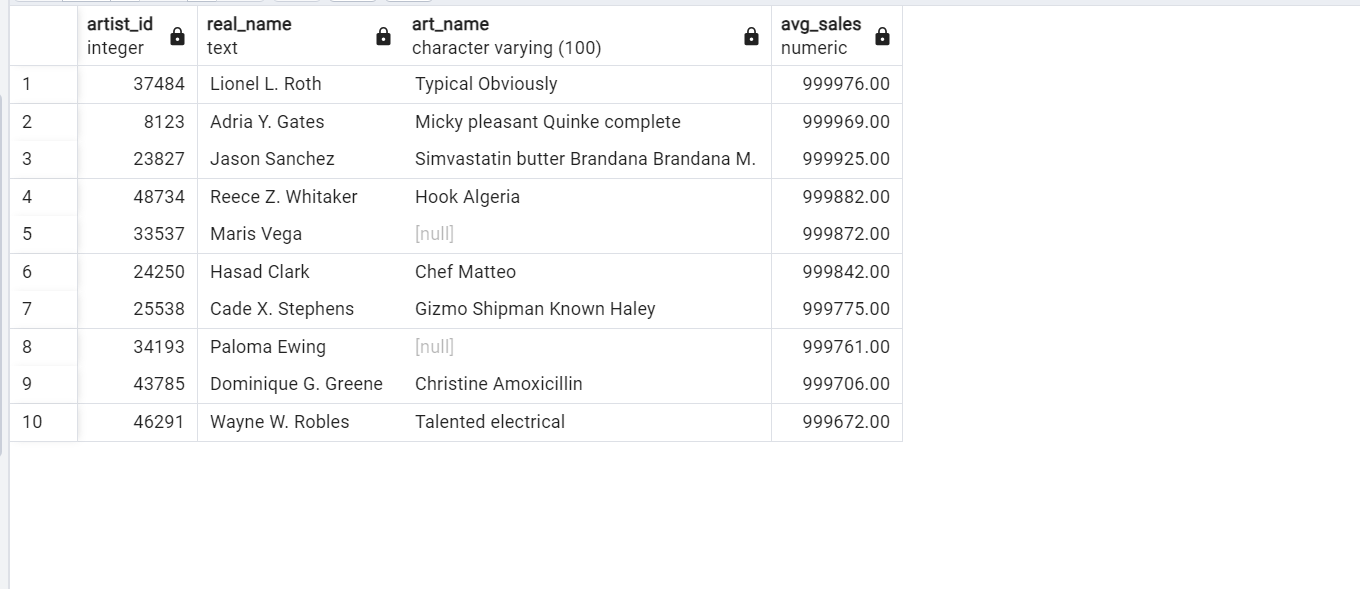 artist_id real_name art_name avg_sales
integer text character varying (100) numeric
1 37484 Lionel L. Roth Typical Obviously 999976.00
2 8123 Adria Y. Gates Micky pleasant Quinke complete 999969.00
3 23827 Jason Sanchez Simvastatin butter Brandana Brandana M. 999925.00
4 48734 Reece Z. Whitaker Hook Algeria 999882.00
5 33537 Maris Vega [null] 999872.00
6 24250 Hasad Clark Chef Matteo 999842.00
7 25538 Cade X. Stephens Gizmo Shipman Known Haley 999775.00
8 34193 Paloma Ewing [null] 999761.00
9 43785 Dominique G. Greene Christine Amoxicillin 999706.00
10 46291 Wayne W. Robles Talented electrical 999672.00